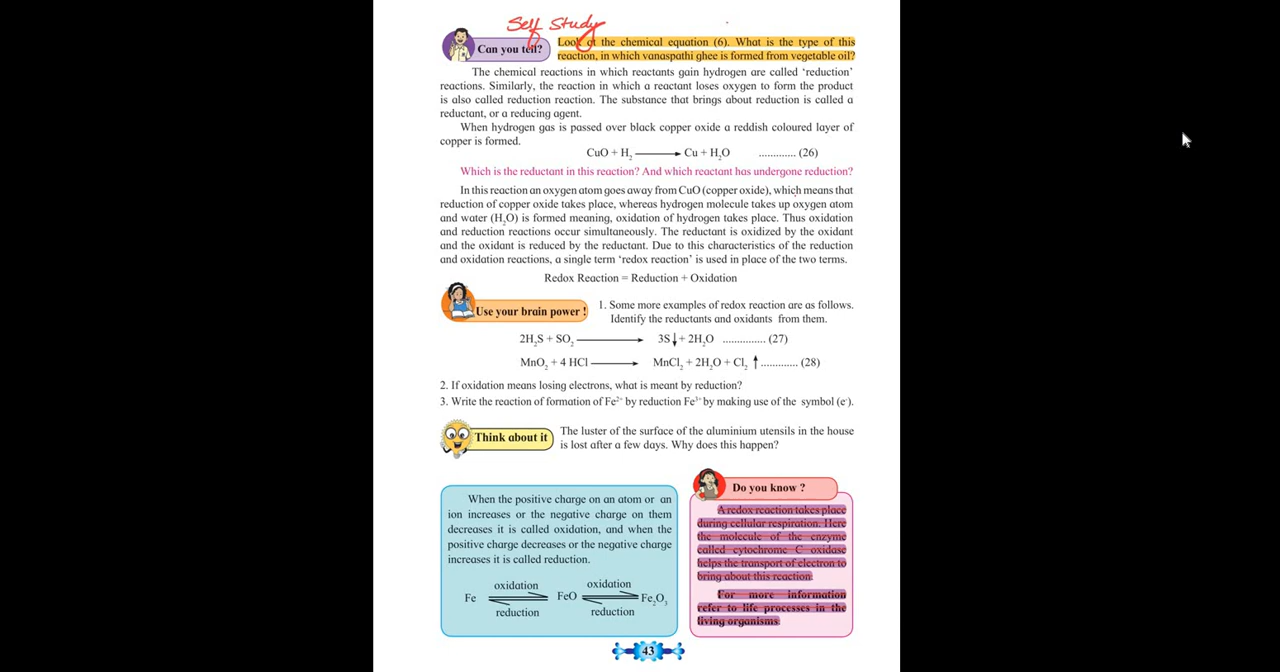 Self Study
Can you tell?
Look at the chemical equation (6). What is the type of this
reaction, in which vanaspathi ghee is formed from vegetable oil?
The chemical reactions in which reactants gain hydrogen are called ‘reduction’
reactions. Similarly, the reaction in which a reactant loses oxygen to form the product
is also called reduction reaction. The substance that brings about reduction is called a
reductant, or a reducing agent.
When hydrogen gas is passed over black copper oxide a reddish coloured layer of
copper is formed.
CuO + H₂ ⟶ Cu + H₂O ............. (26)
Which is the reductant in this reaction? And which reactant has undergone reduction?
In this reaction an oxygen atom goes away from CuO (copper oxide), which means that
reduction of copper oxide takes place, whereas hydrogen molecule takes up oxygen atom
and water (H₂O) is formed meaning, oxidation of hydrogen takes place. Thus oxidation
and reduction reactions occur simultaneously. The reductant is oxidized by the oxidant
and the oxidant is reduced by the reductant. Due to this characteristics of the reduction
and oxidation reactions, a single term ‘redox reaction’ is used in place of the two terms.
Redox Reaction = Reduction + Oxidation
Use your brain power !
1. Some more examples of redox reaction are as follows.
Identify the reductants and oxidants from them.
2H₂S + SO₂ ⟶ 3S↓ + 2H₂O ............... (27)
MnO₂ + 4 HCl ⟶ MnCl₂ + 2H₂O + Cl₂ ↑ ............. (28)
2. If oxidation means losing electrons, what is meant by reduction?
3. Write the reaction of formation of Fe²⁺ by reduction Fe³⁺ by making use of the symbol (e⁻).
Think about it
The luster of the surface of the aluminium utensils in the house
is lost after a few days. Why does this happen?
When the positive charge on an atom or an
ion increases or the negative charge on them
decreases it is called oxidation, and when the
positive charge decreases or the negative charge
increases it is called reduction.
oxidation oxidation
Fe ⇌ FeO ⇌ Fe₂O₃
reduction reduction
Do you know ?
A redox reaction takes place
during cellular respiration. Here
the molecule of the enzyme
called cytochrome C oxidase
helps the transport of electron to
bring about this reaction.
For more information
refer to life processes in the
living organisms.
43